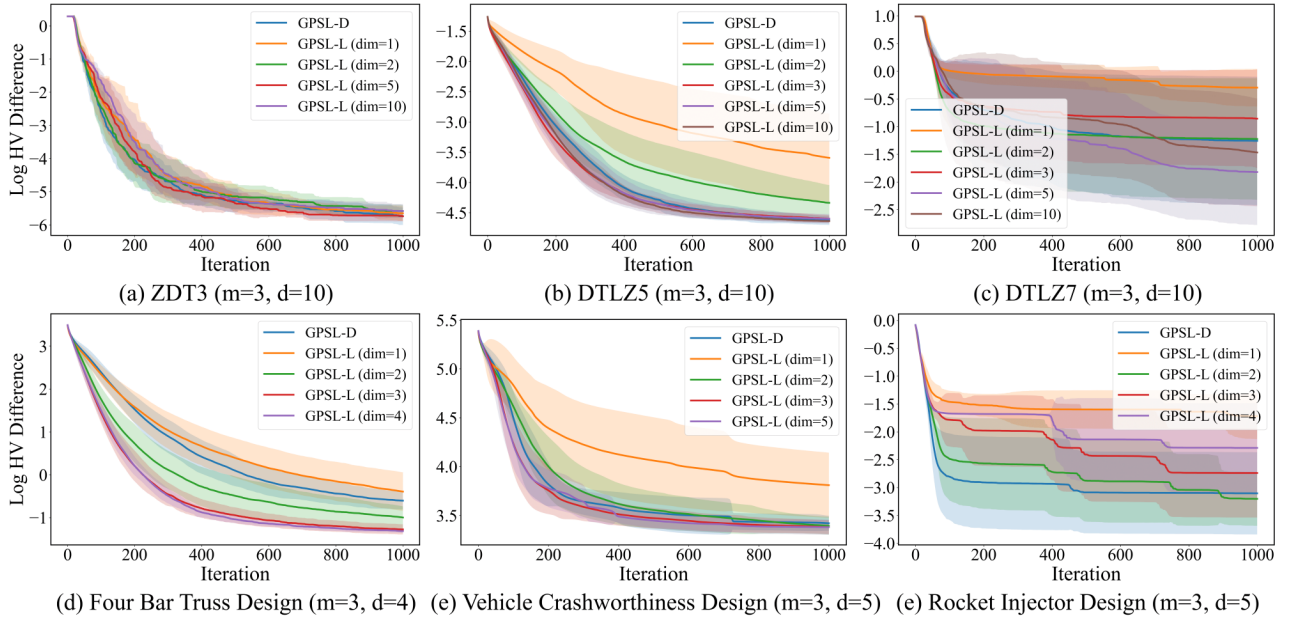 Log HV Difference
0
−1
−2
−3
−4
−5
−6
GPSL-D
GPSL-L (dim=1)
GPSL-L (dim=2)
GPSL-L (dim=5)
GPSL-L (dim=10)
0 200 400 600 800 1000
Iteration
(a) ZDT3 (m=3, d=10)
−1.5
−2.0
−2.5
−3.0
−3.5
−4.0
−4.5
GPSL-D
GPSL-L (dim=1)
GPSL-L (dim=2)
GPSL-L (dim=3)
GPSL-L (dim=5)
GPSL-L (dim=10)
0 200 400 600 800 1000
Iteration
(b) DTLZ5 (m=3, d=10)
1.0
0.5
0.0
−0.5
−1.0
−1.5
−2.0
−2.5
GPSL-D
GPSL-L (dim=1)
GPSL-L (dim=2)
GPSL-L (dim=3)
GPSL-L (dim=5)
GPSL-L (dim=10)
0 200 400 600 800 1000
Iteration
(c) DTLZ7 (m=3, d=10)
Log HV Difference
3
2
1
0
−1
GPSL-D
GPSL-L (dim=1)
GPSL-L (dim=2)
GPSL-L (dim=3)
GPSL-L (dim=4)
0 200 400 600 800 1000
Iteration
(d) Four Bar Truss Design (m=3, d=4)
5.5
5.0
4.5
4.0
3.5
GPSL-D
GPSL-L (dim=1)
GPSL-L (dim=2)
GPSL-L (dim=3)
GPSL-L (dim=5)
0 200 400 600 800 1000
Iteration
(e) Vehicle Crashworthiness Design (m=3, d=5)
0.0
−0.5
−1.0
−1.5
−2.0
−2.5
−3.0
−3.5
−4.0
GPSL-D
GPSL-L (dim=1)
GPSL-L (dim=2)
GPSL-L (dim=3)
GPSL-L (dim=4)
0 200 400 600 800 1000
Iteration
(e) Rocket Injector Design (m=3, d=5)